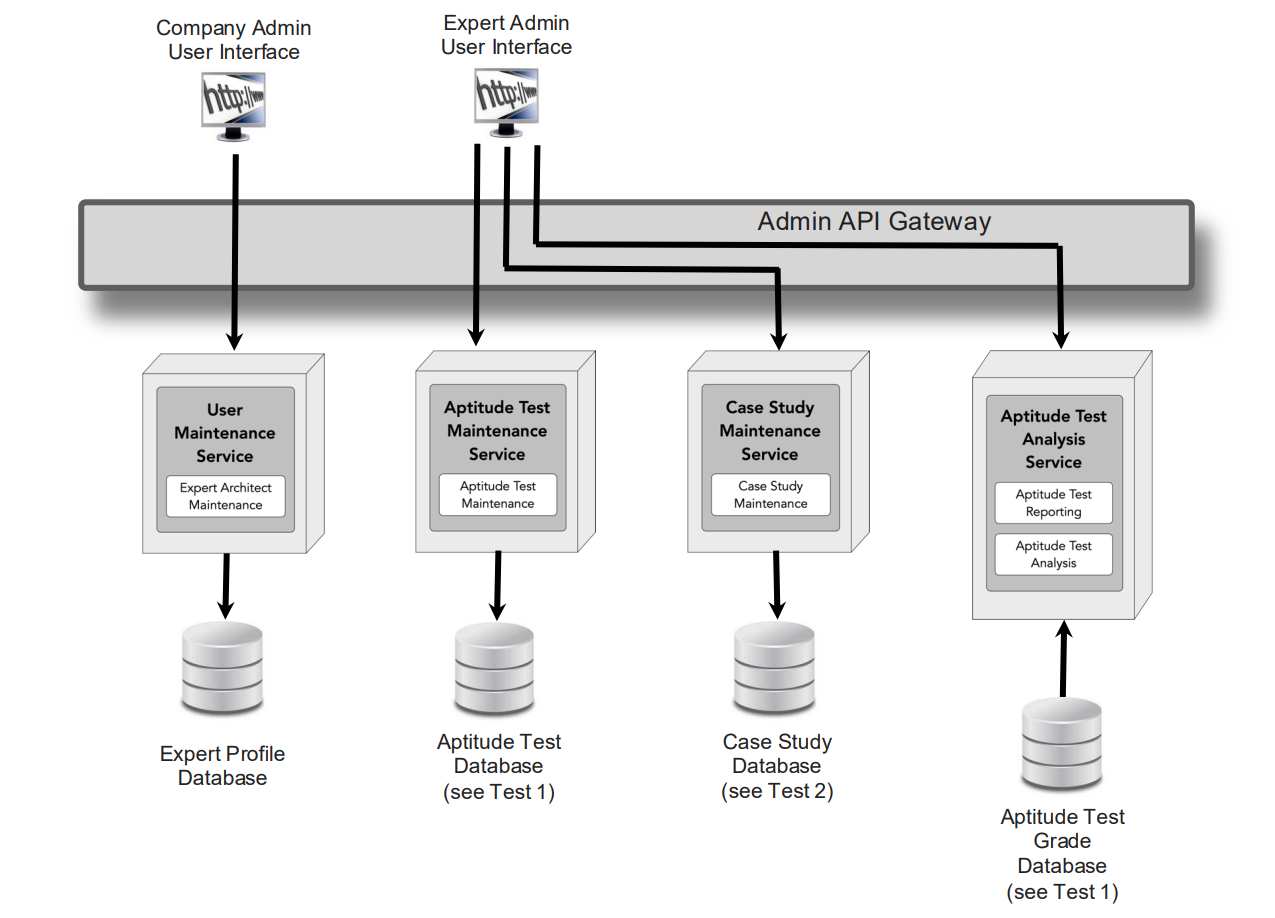 Company Admin
User Interface
Expert Admin
User Interface
http://www
http://www
Admin API Gateway
User
Maintenance
Service
Expert Architect
Maintenance
Aptitude Test
Maintenance
Service
Aptitude Test
Maintenance
Case Study
Maintenance
Service
Case Study
Maintenance
Aptitude Test
Analysis
Service
Aptitude Test
Reporting
Aptitude Test
Analysis
Expert Profile
Database
Aptitude Test
Database
(see Test 1)
Case Study
Database
(see Test 2)
Aptitude Test
Grade
Database
(see Test 1)